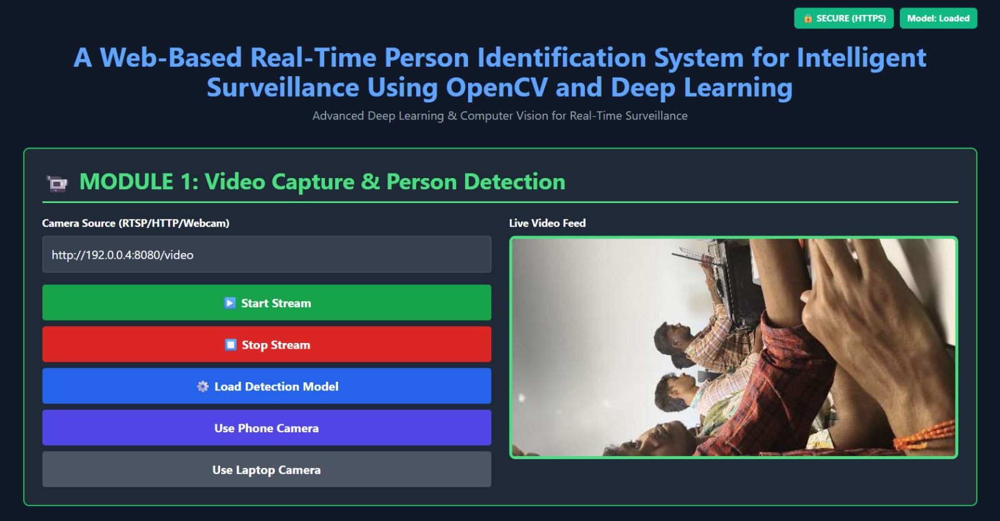 🔒 SECURE (HTTPS)
Model: Loaded
A Web-Based Real-Time Person Identification System for Intelligent
Surveillance Using OpenCV and Deep Learning
Advanced Deep Learning & Computer Vision for Real-Time Surveillance
MODULE 1: Video Capture & Person Detection
Camera Source (RTSP/HTTP/Webcam)
http://192.0.0.4:8080/video
▶️ Start Stream
⏹️ Stop Stream
⚙️ Load Detection Model
Use Phone Camera
Use Laptop Camera
Live Video Feed